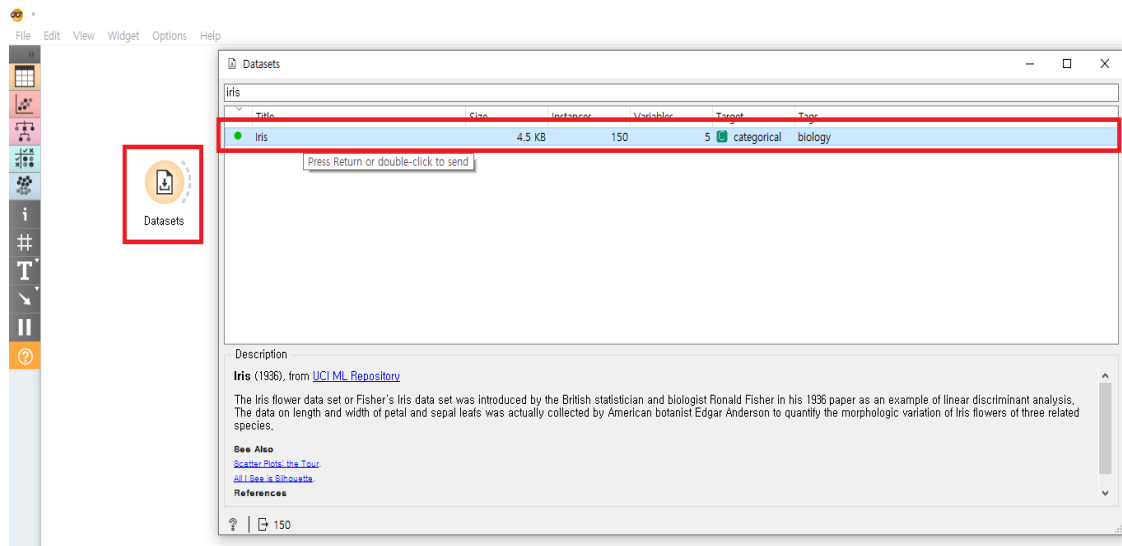 File Edit View Widget Options Help
Datasets
iris
Title Size Instances Variables Target Tags
Iris 4.5 KB 150 5 C categorical biology
Press Return or double-click to send
Datasets
Description
Iris (1936), from UCI ML Repository
The Iris flower data set or Fisher's Iris data set was introduced by the British statistician and biologist Ronald Fisher in his 1936 paper as an example of linear discriminant analysis.
The data on length and width of petal and sepal leafs was actually collected by American botanist Edgar Anderson to quantify the morphologic variation of Iris flowers of three related
species.
See Also
Scatter Plots: the Tour.
All I See is Silhouette.
References
150